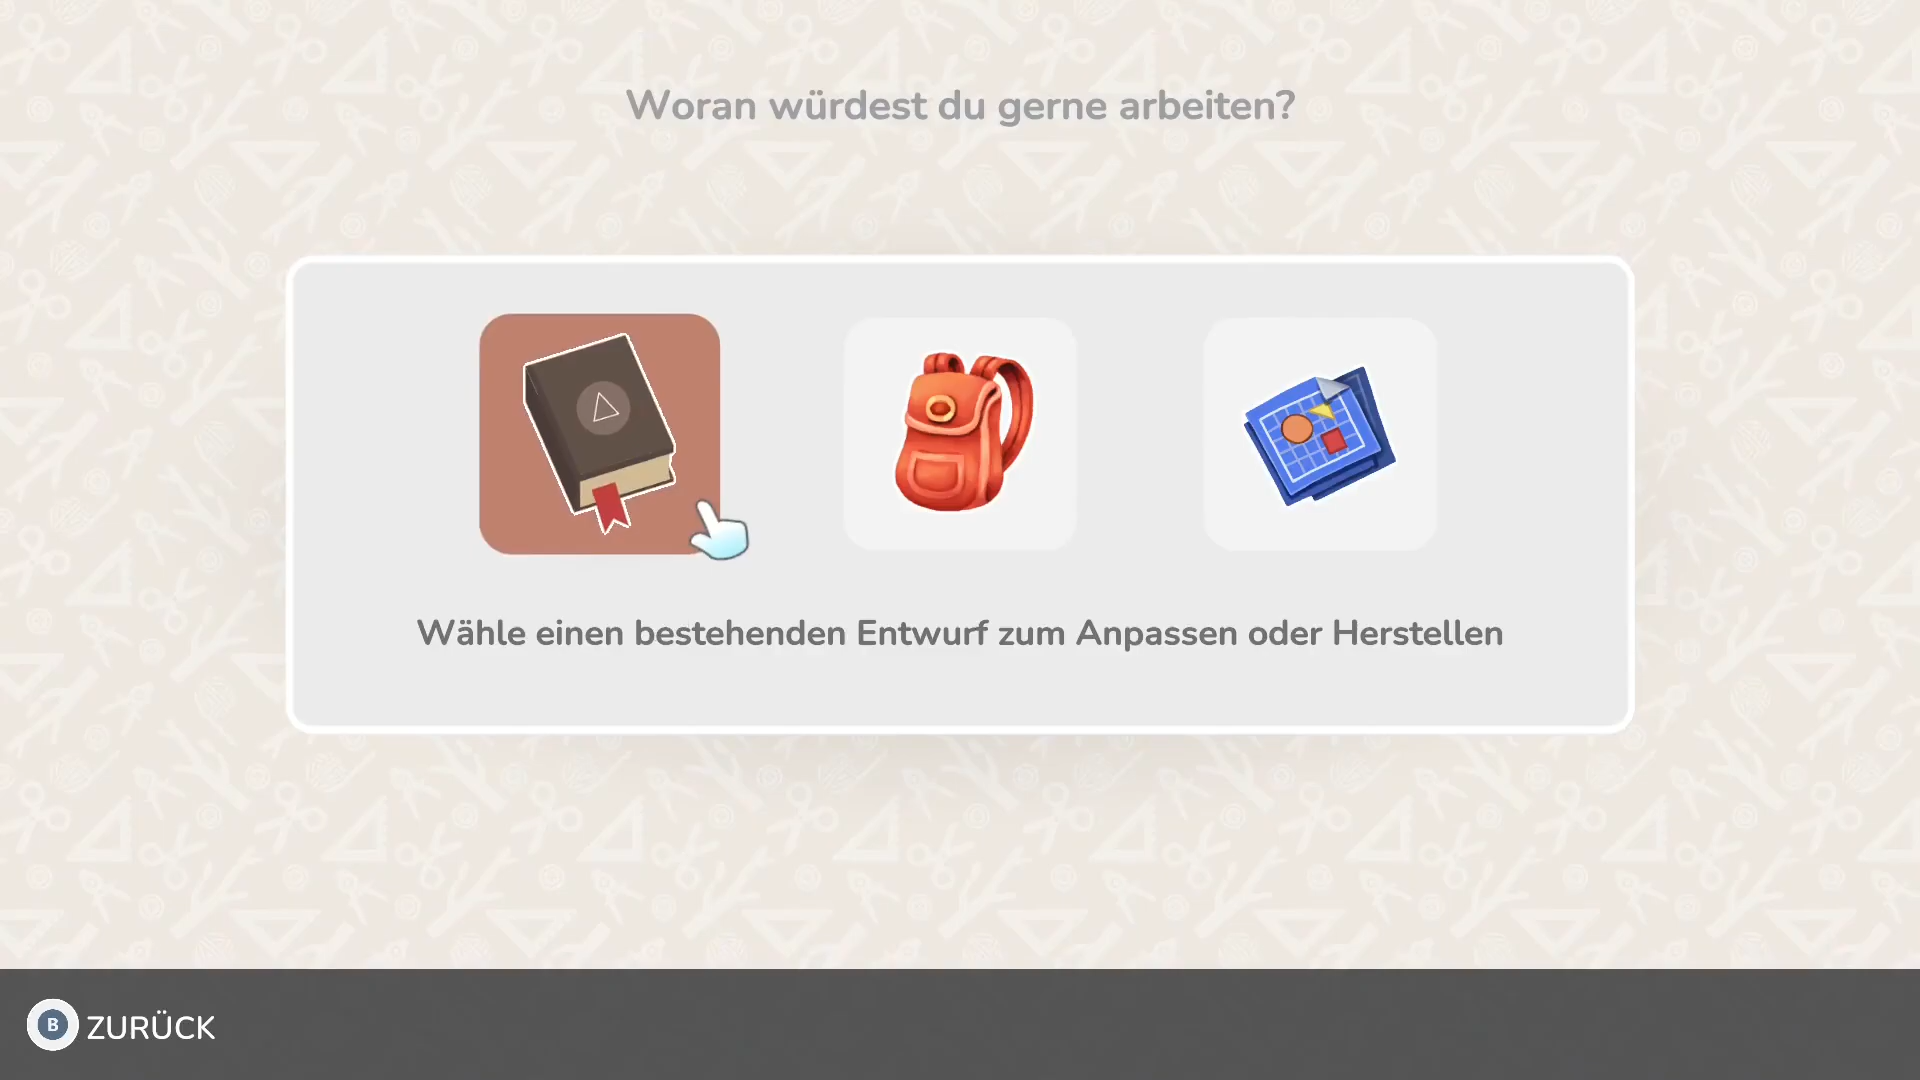 Woran würdest du gerne arbeiten?
Wähle einen bestehenden Entwurf zum Anpassen oder Herstellen
B ZURÜCK